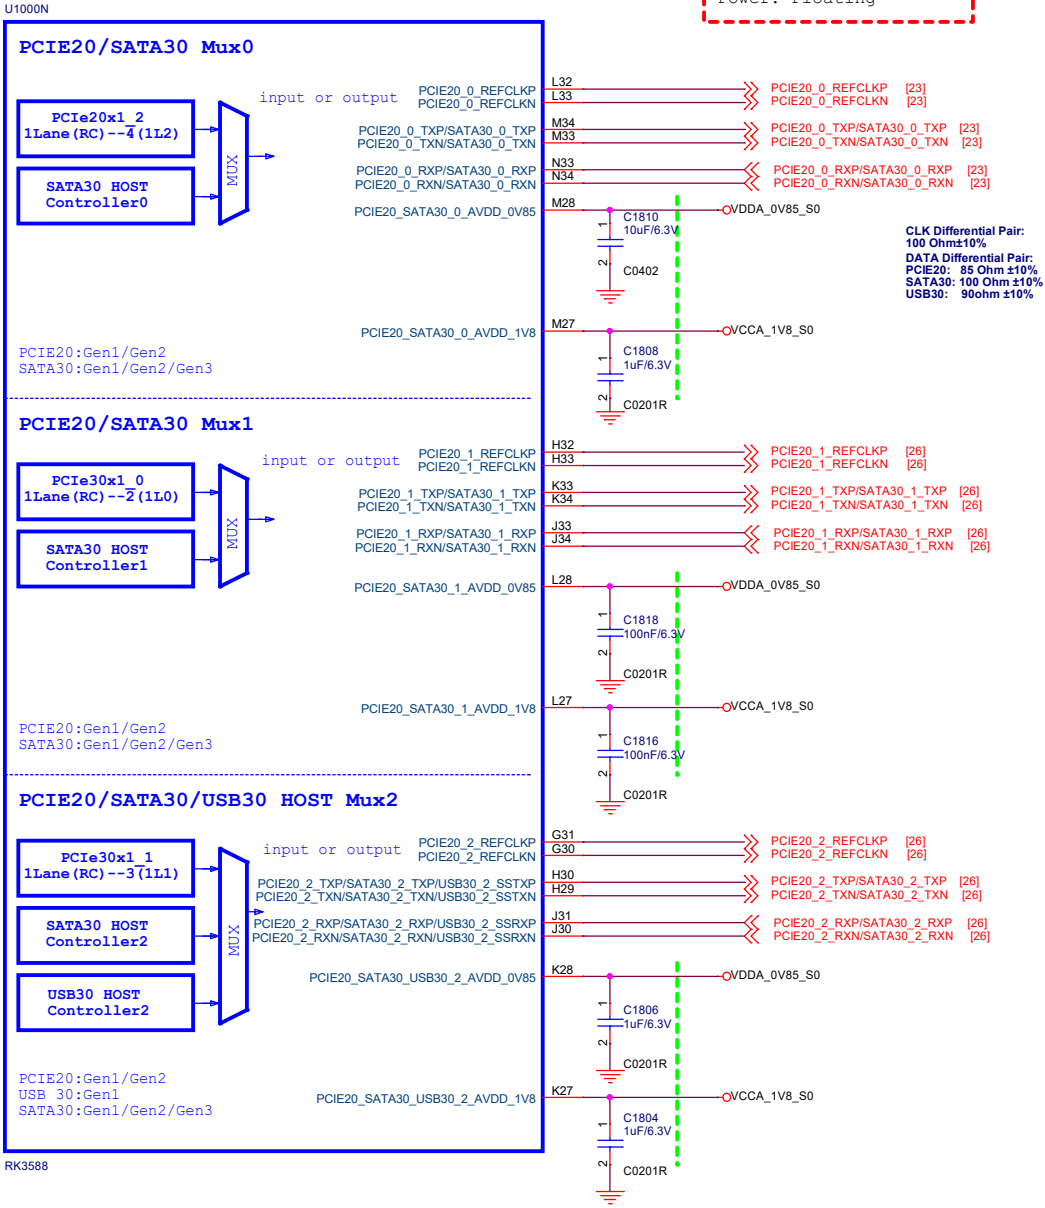 Power: Floating
U1000N
PCIE20/SATA30 Mux0
PCIe20x1_2
1Lane(RC)--4(1L2)
SATA30 HOST
Controller0
MUX
input or output
PCIE20_0_REFCLKP
PCIE20_0_REFCLKN
PCIE20_0_TXP/SATA30_0_TXP
PCIE20_0_TXN/SATA30_0_TXN
PCIE20_0_RXP/SATA30_0_RXP
PCIE20_0_RXN/SATA30_0_RXN
PCIE20_SATA30_0_AVDD_0V85
PCIE20_SATA30_0_AVDD_1V8
L32
L33
M34
M33
N33
N34
M28
M27
PCIE20_0_REFCLKP [23]
PCIE20_0_REFCLKN [23]
PCIE20_0_TXP/SATA30_0_TXP [23]
PCIE20_0_TXN/SATA30_0_TXN [23]
PCIE20_0_RXP/SATA30_0_RXP [23]
PCIE20_0_RXN/SATA30_0_RXN [23]
VDDA_0V85_S0
1
C1810
10uF/6.3V
2
C0402
VCCA_1V8_S0
1
C1808
1uF/6.3V
2
C0201R
CLK Differential Pair:
100 Ohm±10%
DATA Differential Pair:
PCIE20: 85 Ohm ±10%
SATA30: 100 Ohm ±10%
USB30: 90ohm ±10%
PCIE20:Gen1/Gen2
SATA30:Gen1/Gen2/Gen3
PCIE20/SATA30 Mux1
PCIe30x1_0
1Lane(RC)--2(1L0)
SATA30 HOST
Controller1
MUX
input or output
PCIE20_1_REFCLKP
PCIE20_1_REFCLKN
PCIE20_1_TXP/SATA30_1_TXP
PCIE20_1_TXN/SATA30_1_TXN
PCIE20_1_RXP/SATA30_1_RXP
PCIE20_1_RXN/SATA30_1_RXN
PCIE20_SATA30_1_AVDD_0V85
PCIE20_SATA30_1_AVDD_1V8
H32
H33
K33
K34
J33
J34
L28
L27
PCIE20_1_REFCLKP [26]
PCIE20_1_REFCLKN [26]
PCIE20_1_TXP/SATA30_1_TXP [26]
PCIE20_1_TXN/SATA30_1_TXN [26]
PCIE20_1_RXP/SATA30_1_RXP [26]
PCIE20_1_RXN/SATA30_1_RXN [26]
VDDA_0V85_S0
1
C1818
100nF/6.3V
2
C0201R
VCCA_1V8_S0
1
C1816
100nF/6.3V
2
C0201R
PCIE20:Gen1/Gen2
SATA30:Gen1/Gen2/Gen3
PCIE20/SATA30/USB30 HOST Mux2
PCIe30x1_1
1Lane(RC)--3(1L1)
SATA30 HOST
Controller2
USB30 HOST
Controller2
MUX
input or output
PCIE20_2_REFCLKP
PCIE20_2_REFCLKN
PCIE20_2_TXP/SATA30_2_TXP/USB30_2_SSTXP
PCIE20_2_TXN/SATA30_2_TXN/USB30_2_SSTXN
PCIE20_2_RXP/SATA30_2_RXP/USB30_2_SSRXP
PCIE20_2_RXN/SATA30_2_RXN/USB30_2_SSRXN
PCIE20_SATA30_USB30_2_AVDD_0V85
PCIE20_SATA30_USB30_2_AVDD_1V8
G31
G30
H30
H29
J31
J30
K28
K27
PCIE20_2_REFCLKP [26]
PCIE20_2_REFCLKN [26]
PCIE20_2_TXP/SATA30_2_TXP [26]
PCIE20_2_TXN/SATA30_2_TXN [26]
PCIE20_2_RXP/SATA30_2_RXP [26]
PCIE20_2_RXN/SATA30_2_RXN [26]
VDDA_0V85_S0
1
C1806
1uF/6.3V
2
C0201R
VCCA_1V8_S0
1
C1804
1uF/6.3V
2
C0201R
PCIE20:Gen1/Gen2
USB 30:Gen1
SATA30:Gen1/Gen2/Gen3
RK3588